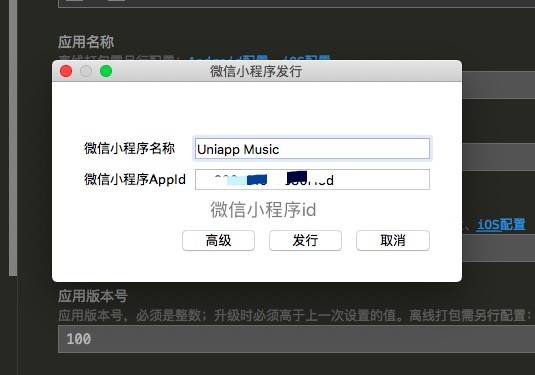 应用名称
离线打包需另行配置：Android配置、iOS配置
微信小程序发行
微信小程序名称 Uniapp Music
微信小程序AppId
微信小程序id
高级 发行 取消
、iOS配置
应用版本号
应用版本号，必须是整数；升级时必须高于上一次设置的值。离线打包需另行配置：
100